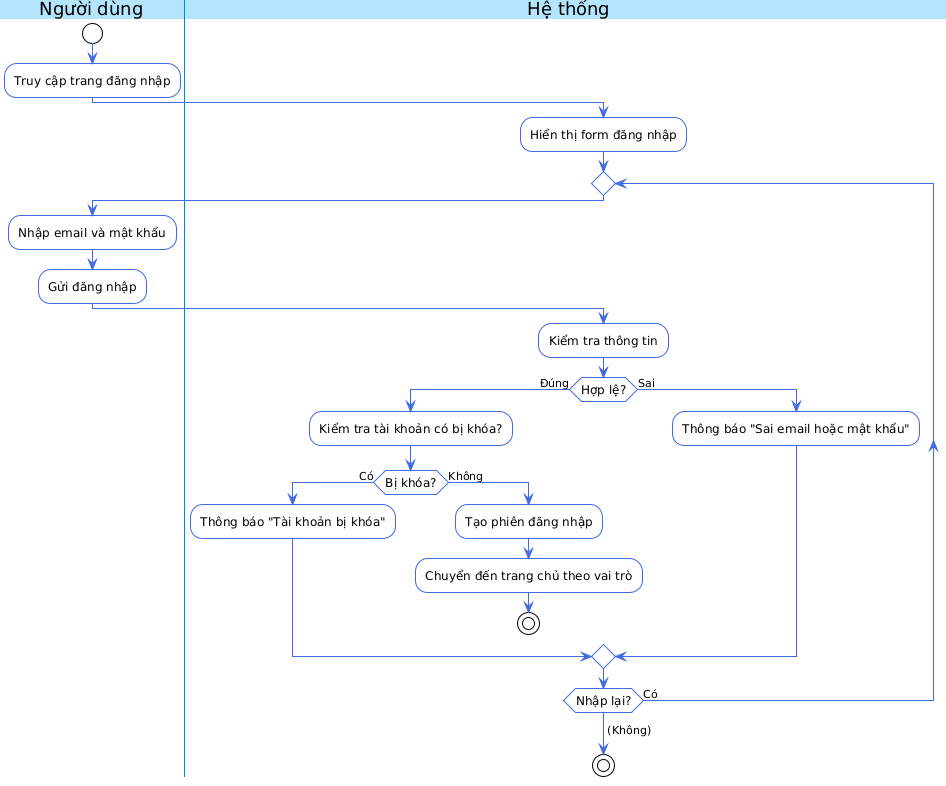 Người dùng
Hệ thống
Truy cập trang đăng nhập
Hiển thị form đăng nhập
Nhập email và mật khẩu
Gửi đăng nhập
Kiểm tra thông tin
Đúng
Hợp lệ?
Sai
Kiểm tra tài khoản có bị khóa?
Thông báo "Sai email hoặc mật khẩu"
Có
Bị khóa?
Không
Thông báo "Tài khoản bị khóa"
Tạo phiên đăng nhập
Chuyển đến trang chủ theo vai trò
Nhập lại?
Có
(Không)